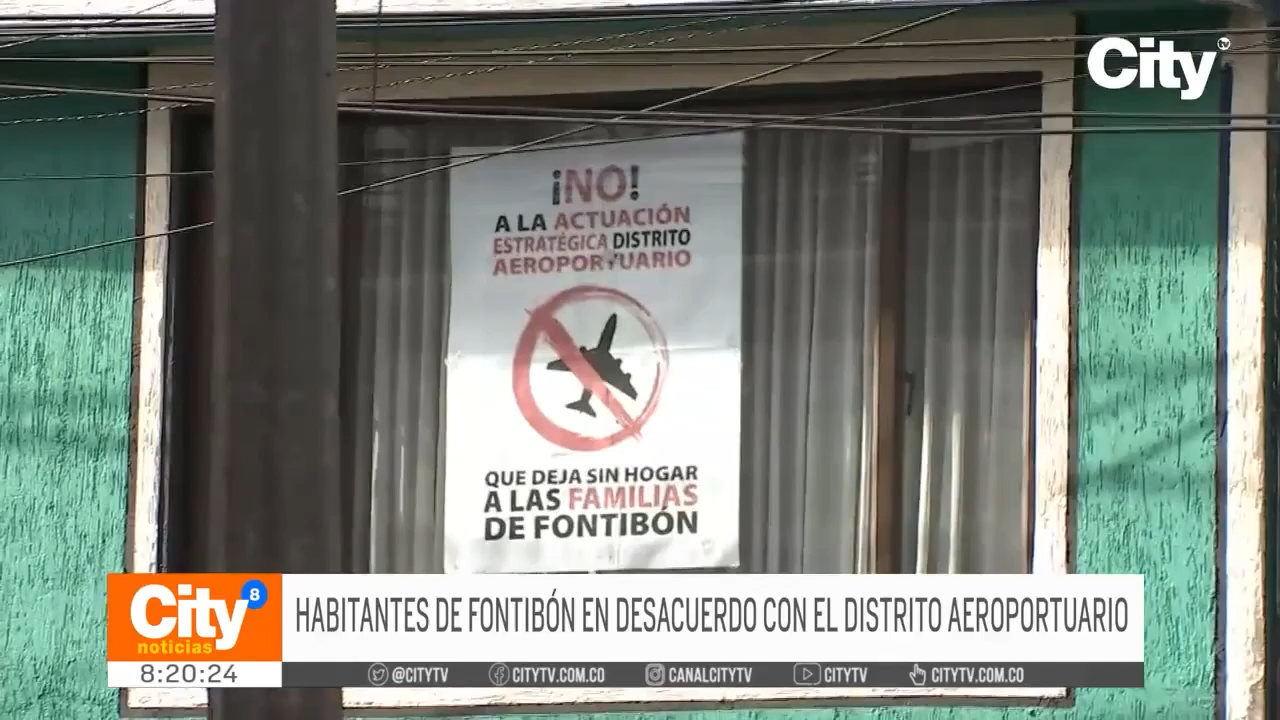 City tv
¡NO!
A LA ACTUACIÓN
ESTRATÉGICA DISTRITO
AEROPORTUARIO
QUE DEJA SIN HOGAR
A LAS FAMILIAS
DE FONTIBÓN
City 8
noticias
HABITANTES DE FONTIBÓN EN DESACUERDO CON EL DISTRITO AEROPORTUARIO
8:20:24
@CITYTV
CITYTV.COM.CO
CANALCITYTV
CITYTV
CITYTV.COM.CO